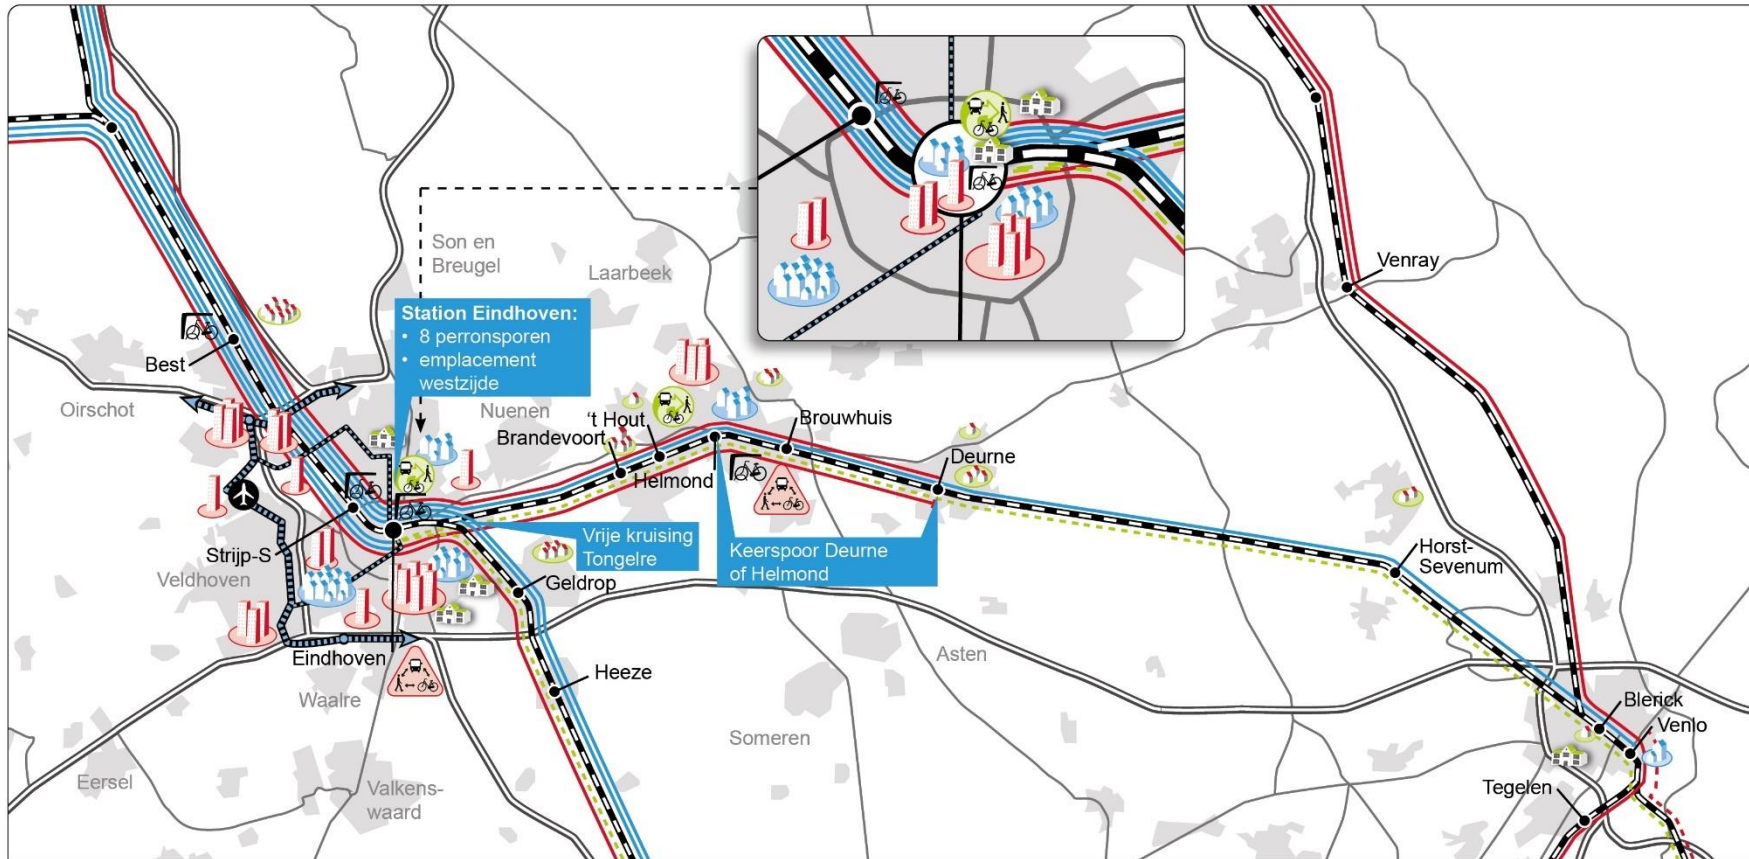 Son en
Breugel
Laarbeek
Venray
Station Eindhoven:
• 8 perronsporen
• emplacement
westzijde
Best
Oirschot
Nuenen
't Hout
Brandevoort
Brouwhuis
Helmond
Deurne
Strijp-S
Vrije kruising
Tongelre
Keerspoor Deurne
of Helmond
Horst-
Sevenum
Veldhoven
Geldrop
Eindhoven
Asten
Heeze
Waalre
Blerick
Venlo
Someren
Eersel
Valkens-
waard
Tegelen